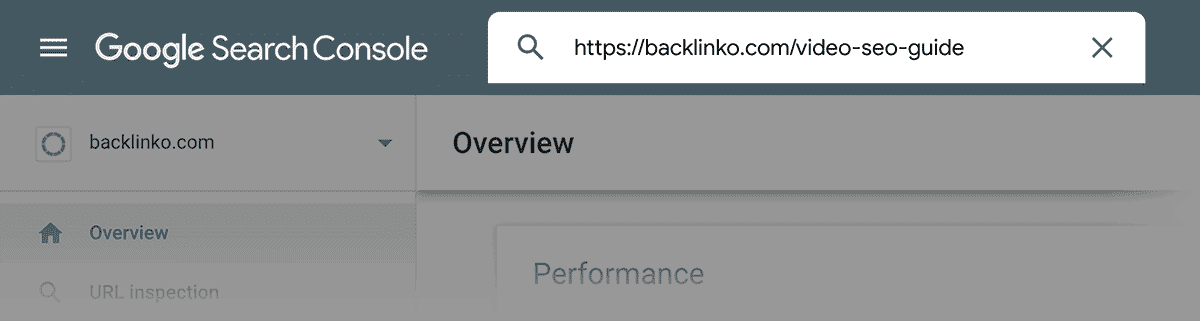 Google Search Console
https://backlinko.com/video-seo-guide
backlinko.com
Overview
Overview
Performance
URL inspection